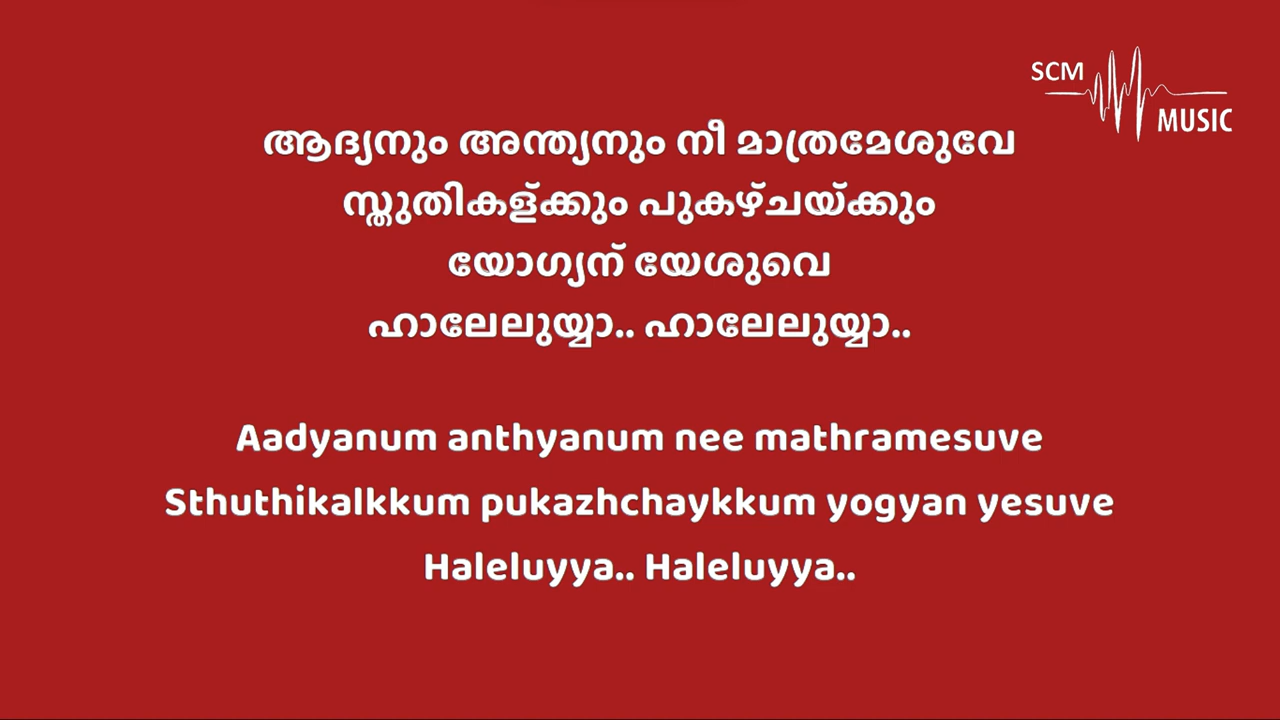 SCM
MUSIC
ആദ്യനും അന്ത്യനും നീ മാത്രമേശുവേ
സ്തുതികള്ക്കും പുകഴ്ചയ്ക്കും
യോഗ്യന് യേശുവെ
ഹാലേലുയ്യാ.. ഹാലേലുയ്യാ..
Aadyanum anthyanum nee mathramesuve
Sthuthikalkkum pukazhchaykkum yogyan yesuve
Haleluyya.. Haleluyya..